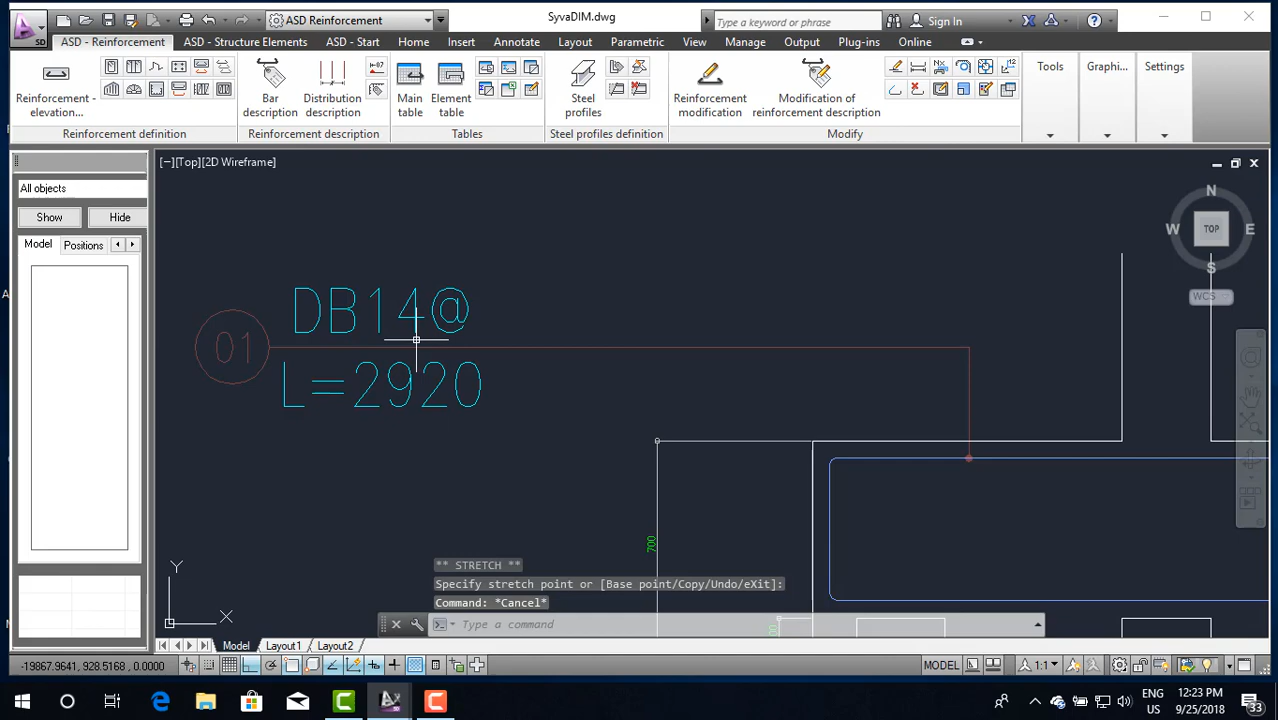 ASD Reinforcement
SyvaDIM.dwg
Type a keyword or phrase
Sign In
ASD - Reinforcement
ASD - Structure Elements
ASD - Start
Home
Insert
Annotate
Layout
Parametric
View
Manage
Output
Plug-ins
Online
Reinforcement - elevation...
Bar description
Distribution description
Main table
Element table
Steel profiles
Reinforcement modification
Modification of reinforcement description
Tools
Graphi...
Settings
Reinforcement definition
Reinforcement description
Tables
Steel profiles definition
Modify
All objects
Show
Hide
Model
Positions
[−][Top][2D Wireframe]
N
W
TOP
E
S
WCS
DB14@
01
L=2920
700
** STRETCH **
Specify stretch point or [Base point/Copy/Undo/eXit]:
Command: *Cancel*
Type a command
Y
X
Model
Layout1
Layout2
-19867.9641, 928.5168, 0.0000
MODEL
1:1
ENG
US
12:23 PM
9/25/2018
33